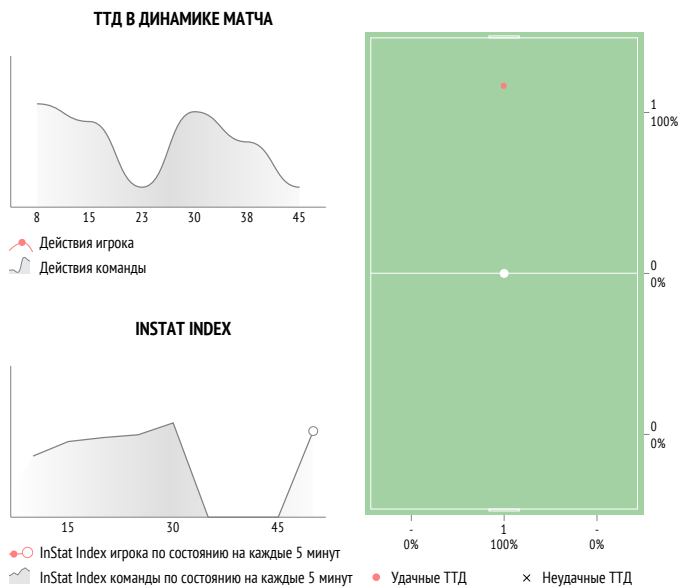 ТТД В ДИНАМИКЕ МАТЧА
8 15 23 30 38 45
Действия игрока
Действия команды
INSTAT INDEX
15 30 45
InStat Index игрока по состоянию на каждые 5 минут
InStat Index команды по состоянию на каждые 5 минут
1
100%
0
0%
0
0%
- 1 -
0% 100% 0%
Удачные ТТД × Неудачные ТТД